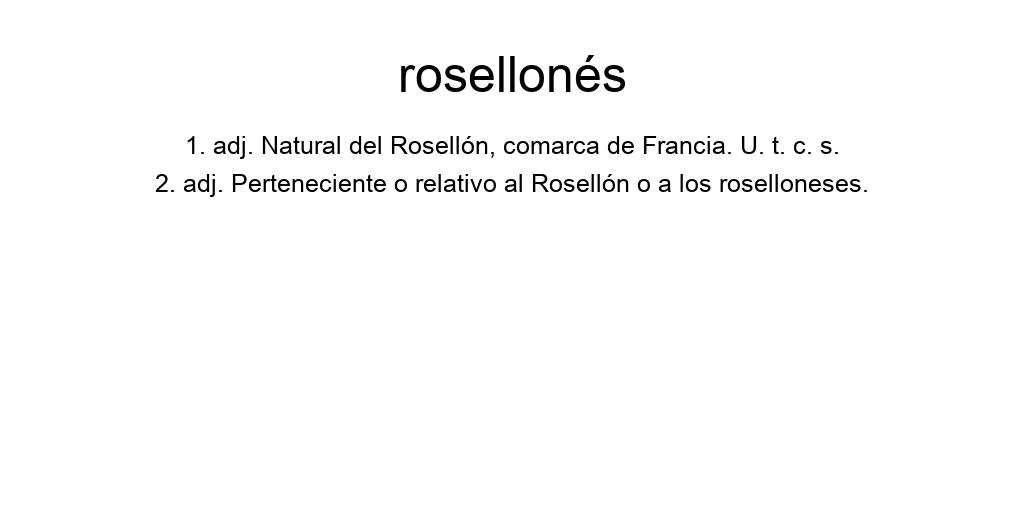 rosellonés
1. adj. Natural del Rosellón, comarca de Francia. U. t. c. s.
2. adj. Perteneciente o relativo al Rosellón o a los roselloneses.